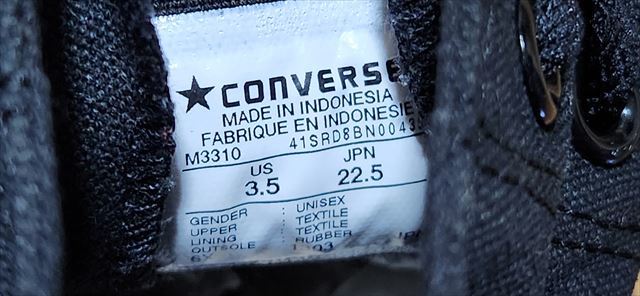 ★CONVERSE
MADE IN INDONESIA
FABRIQUE EN INDONESIE
M3310 41SRD8BN0043
US JPN
3.5 22.5
GENDER : UNISEX
UPPER : TEXTILE
LINING : TEXTILE
OUTSOLE : RUBBER